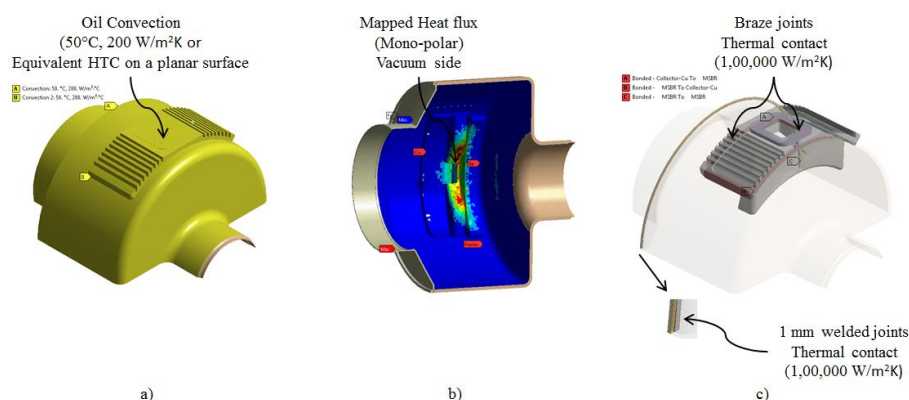 Oil Convection
(50°C, 200 W/m²K or
Equivalent HTC on a planar surface
A Convection: 50. °C, 200. W/m²·°C
B Convection 2: 50. °C, 200. W/m²·°C
A
B
a)
Mapped Heat flux
(Mono-polar)
Vacuum side
Min
Max
b)
Braze joints
Thermal contact
(1,00,000 W/m²K)
A Bonded - Collector-Cu To MSBR
B Bonded - MSBR To Collector-Cu
C Bonded - MSBR To MSBR
A
C
1 mm welded joints
Thermal contact
(1,00,000 W/m²K)
c)